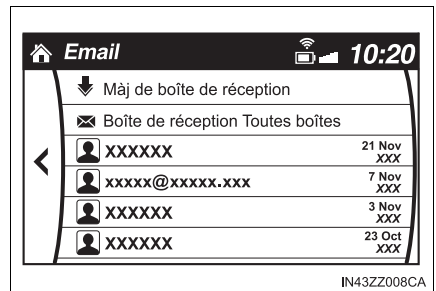 Email 10:20
Màj de boîte de réception
Boîte de réception Toutes boîtes
XXXXXX 21 Nov
XXX
xxxxx@xxxxx.xxx 7 Nov
XXX
XXXXXX 3 Nov
XXX
XXXXXX 23 Oct
XXX
IN43ZZ008CA